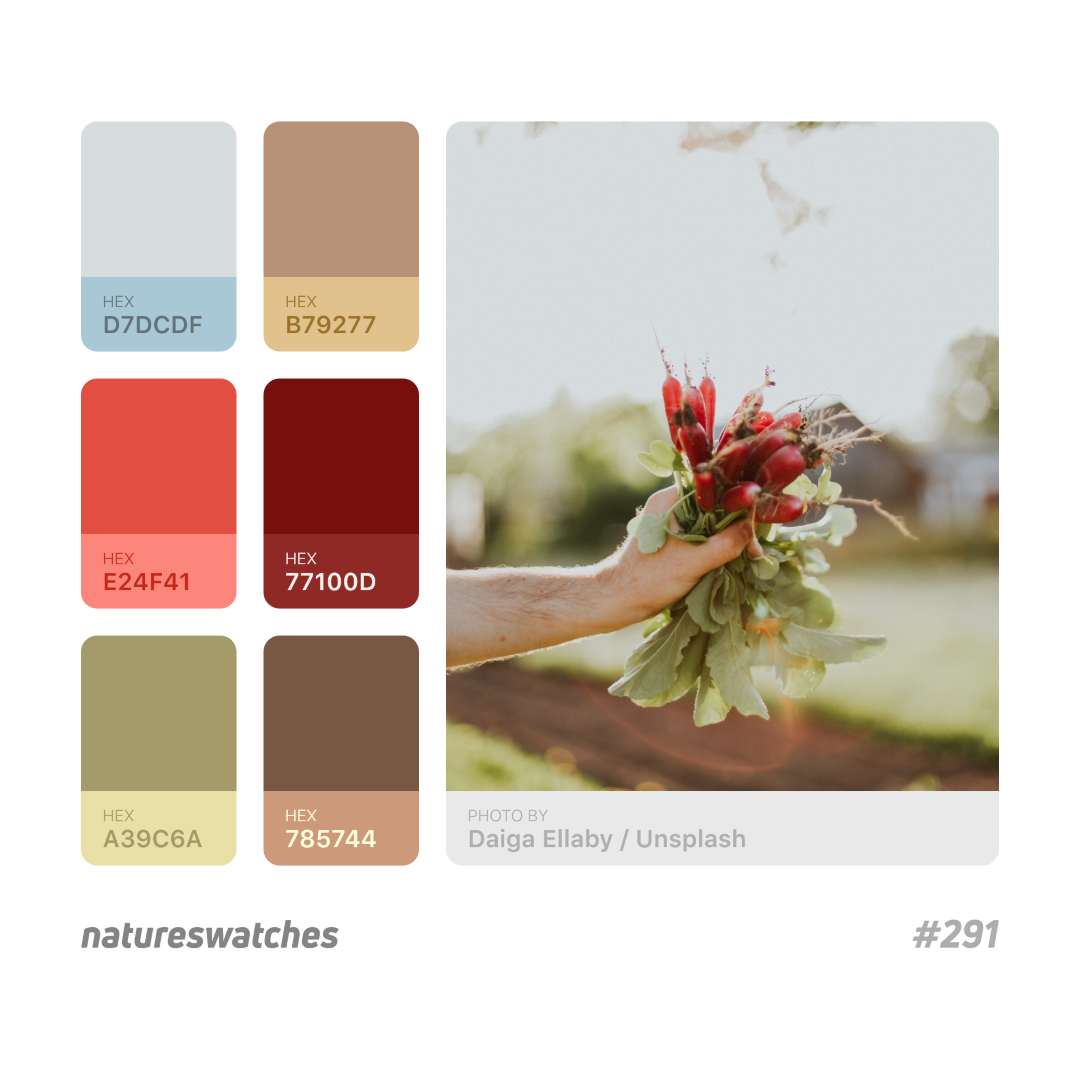 HEX
D7DCDF
HEX
B79277
HEX
E24F41
HEX
77100D
HEX
A39C6A
HEX
785744
PHOTO BY
Daiga Ellaby / Unsplash
natureswatches
#291